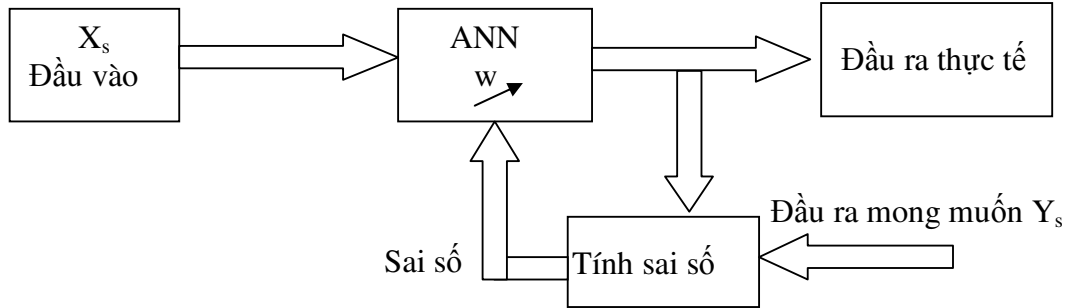 Xs
Đầu vào
ANN
w
Đầu ra thực tế
Đầu ra mong muốn Ys
Sai số
Tính sai số